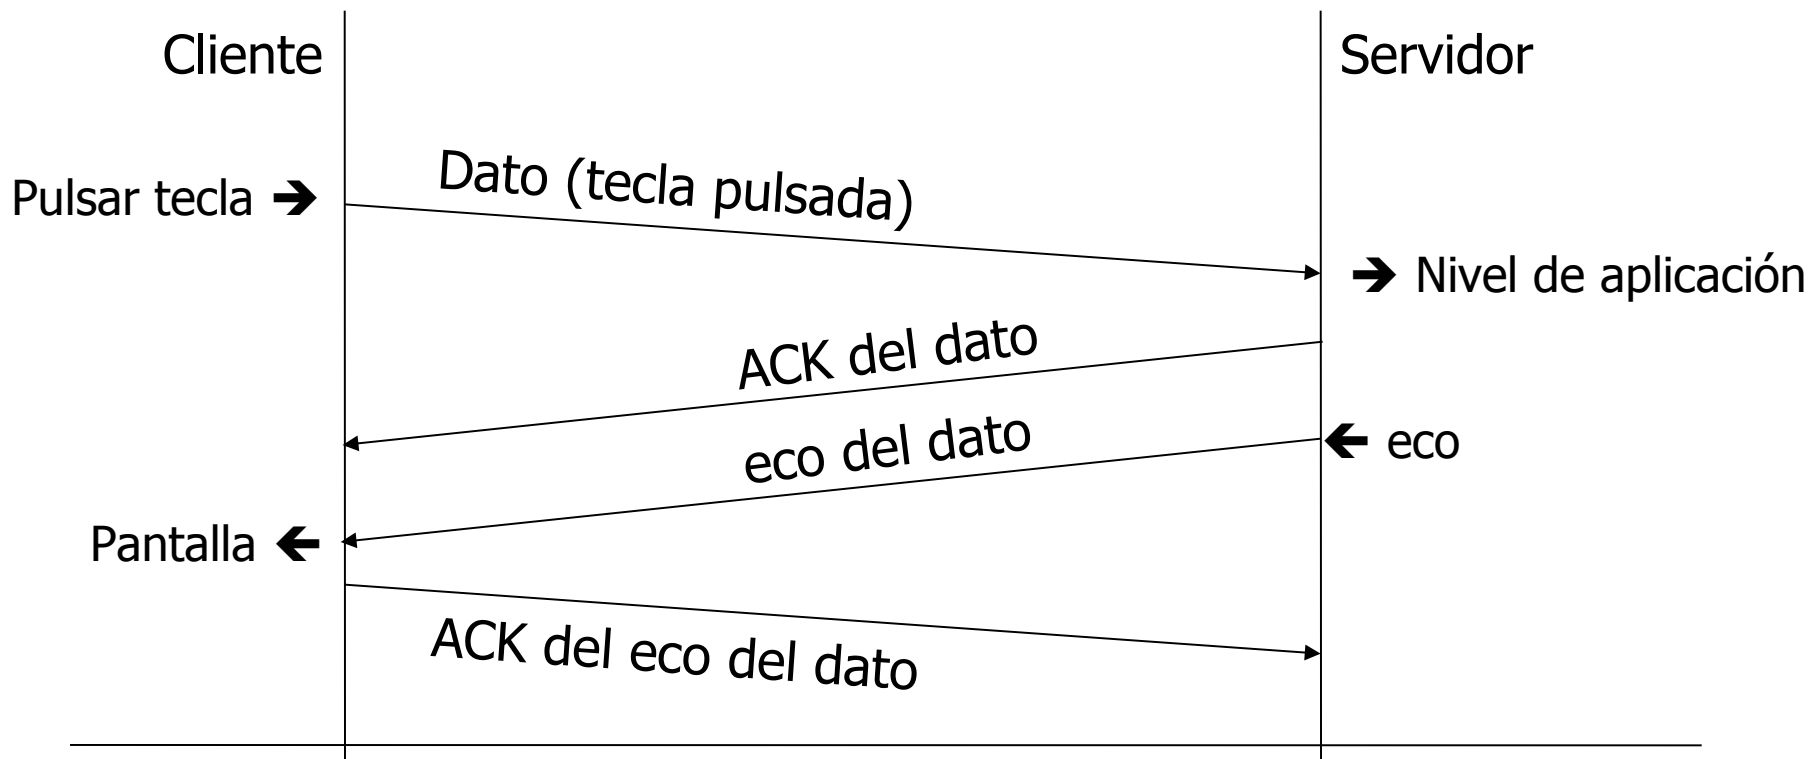 Cliente
Servidor
Dato (tecla pulsada)
Pulsar tecla ➔
➔ Nivel de aplicación
ACK del dato
eco del dato
🡸 eco
Pantalla 🡸
ACK del eco del dato